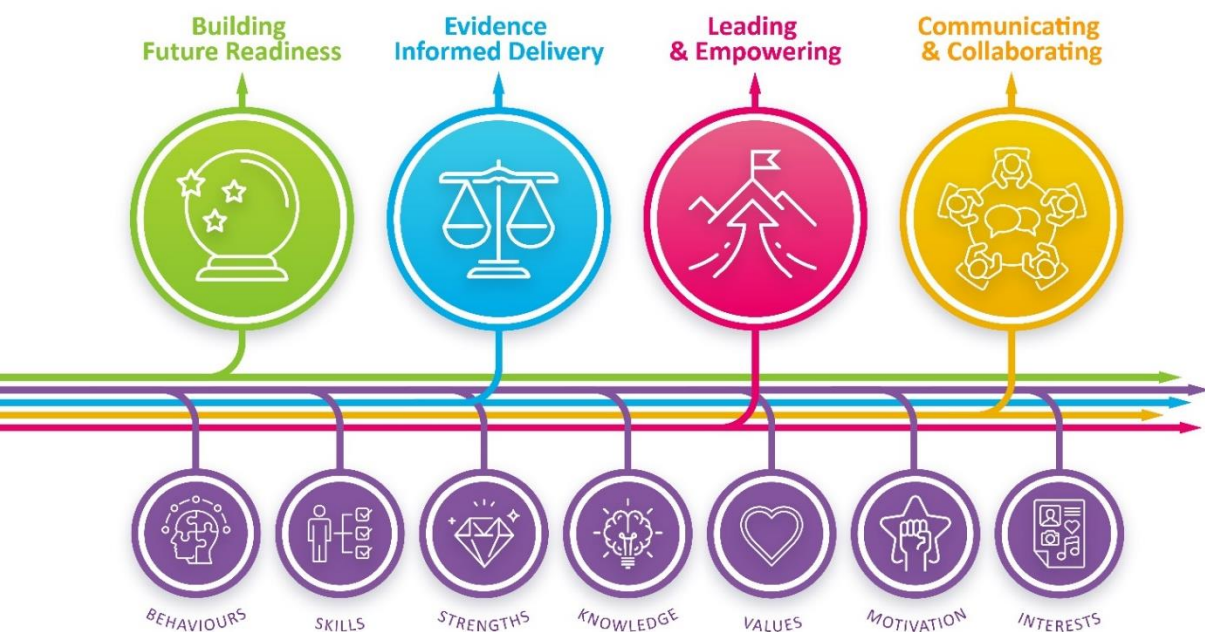 Building
Future Readiness
Evidence
Informed Delivery
Leading
& Empowering
Communicating
& Collaborating
BEHAVIOURS
SKILLS
STRENGTHS
KNOWLEDGE
VALUES
MOTIVATION
INTERESTS